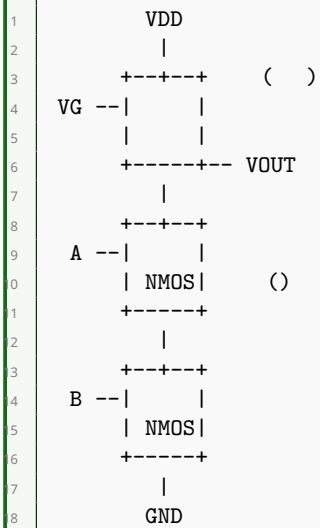 1 VDD
2 |
3 +--+--+ ( )
4 VG --| |
5 | |
6 +-----+-- VOUT
7 |
8 +--+--+
9 A --| |
10 | NMOS| ()
11 +-----+
12 |
13 +--+--+
14 B --| |
15 | NMOS|
16 +-----+
17 |
18 GND